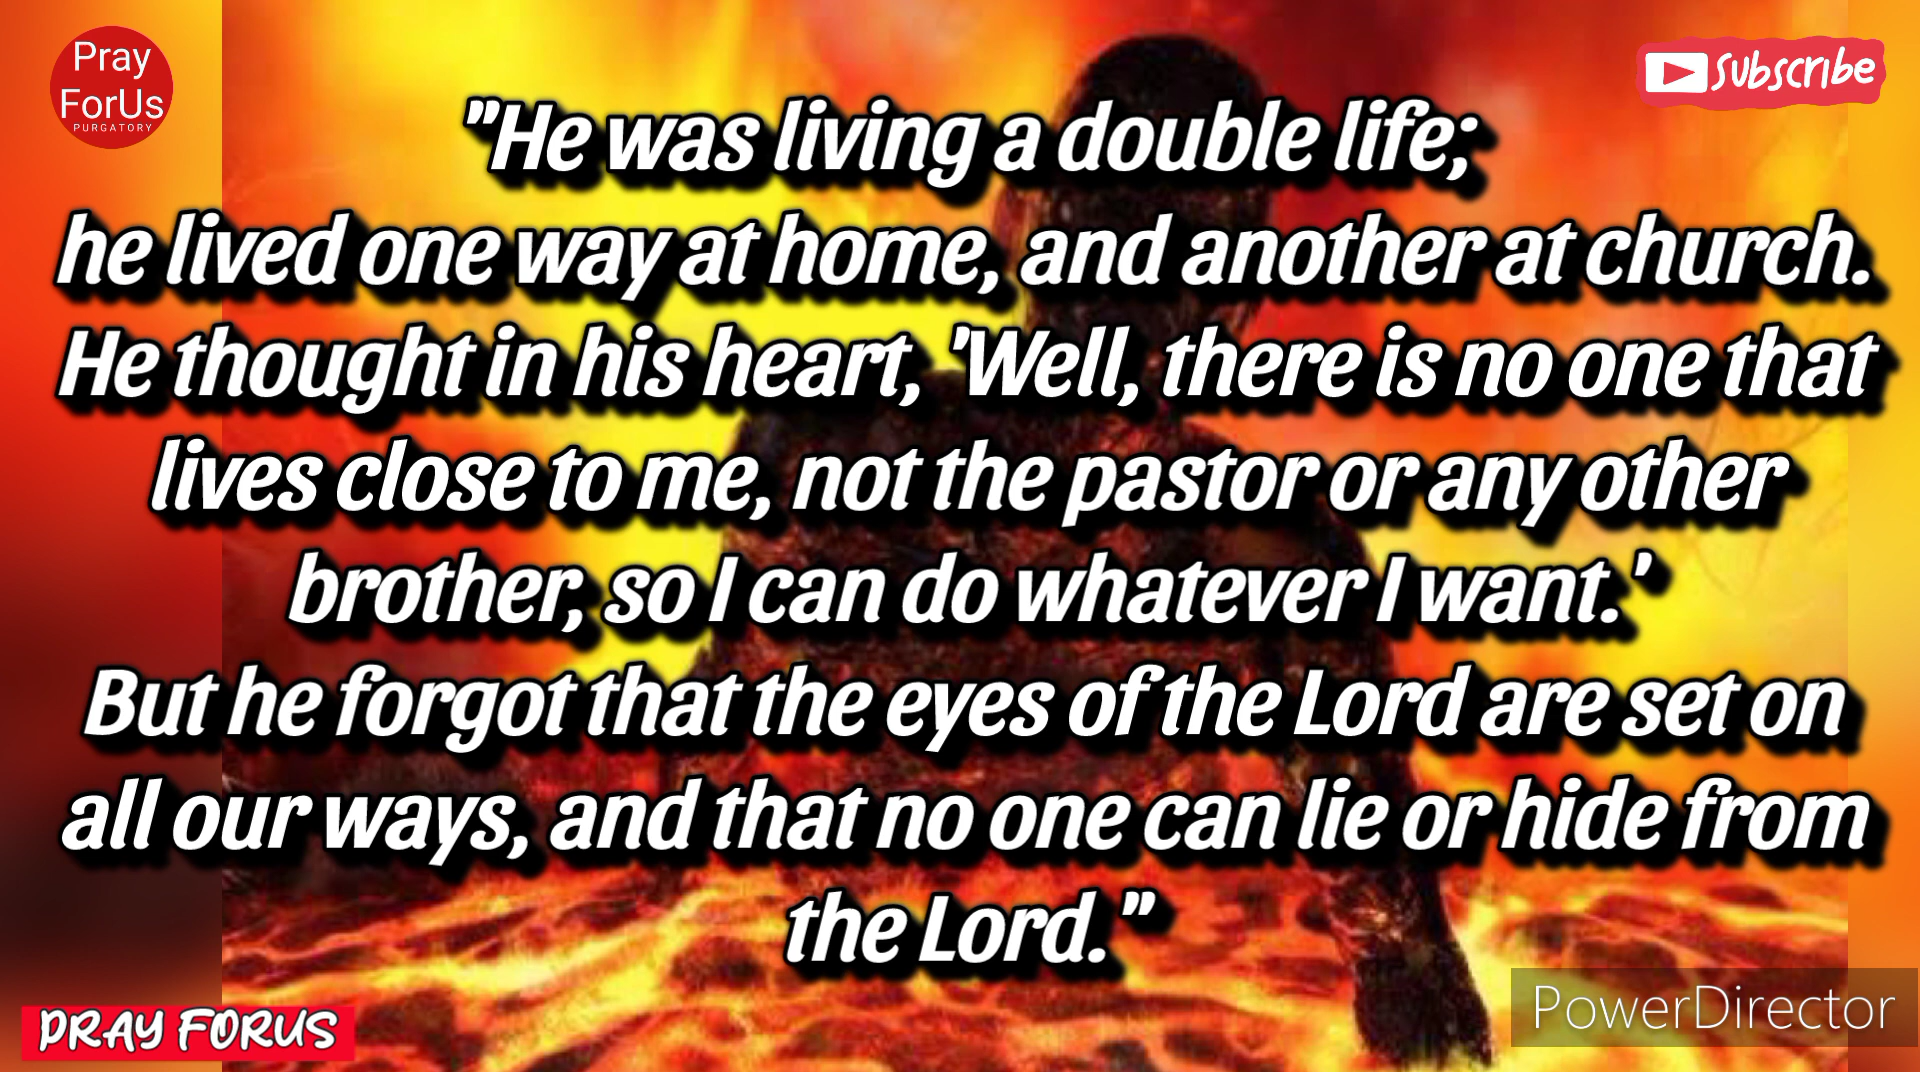 Pray
ForUs
PURGATORY
Subscribe
"He was living a double life;
he lived one way at home, and another at church.
He thought in his heart, 'Well, there is no one that
lives close to me, not the pastor or any other
brother, so I can do whatever I want.'
But he forgot that the eyes of the Lord are set on
all our ways, and that no one can lie or hide from
the Lord."
PRAY FORUS
PowerDirector